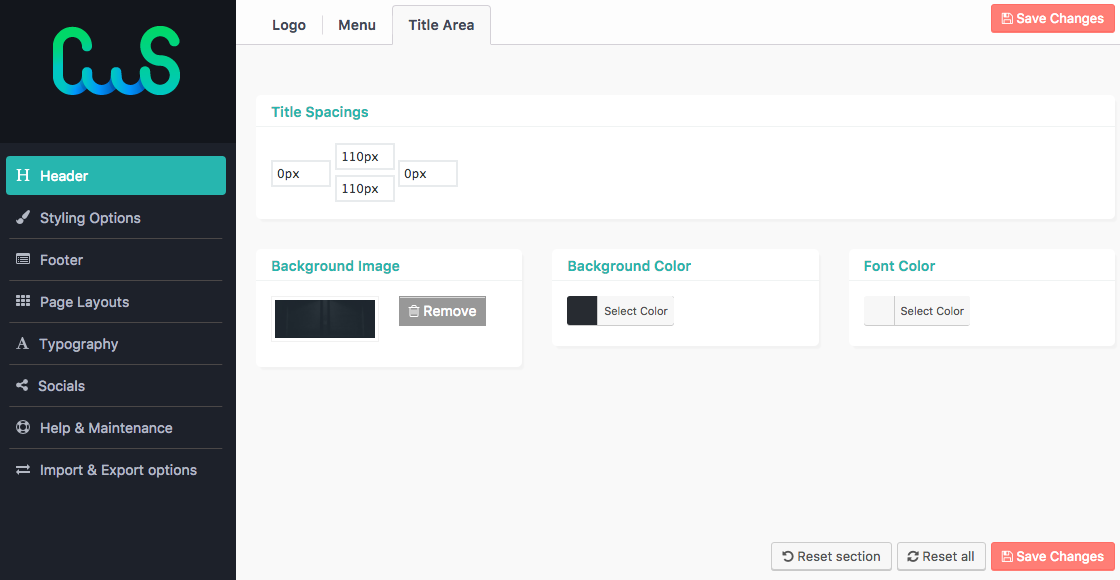 CWS
Header
Styling Options
Footer
Page Layouts
Typography
Socials
Help & Maintenance
Import & Export options
Logo
Menu
Title Area
Save Changes
Title Spacings
0px
110px
110px
0px
Background Image
Remove
Background Color
Select Color
Font Color
Select Color
Reset section
Reset all
Save Changes